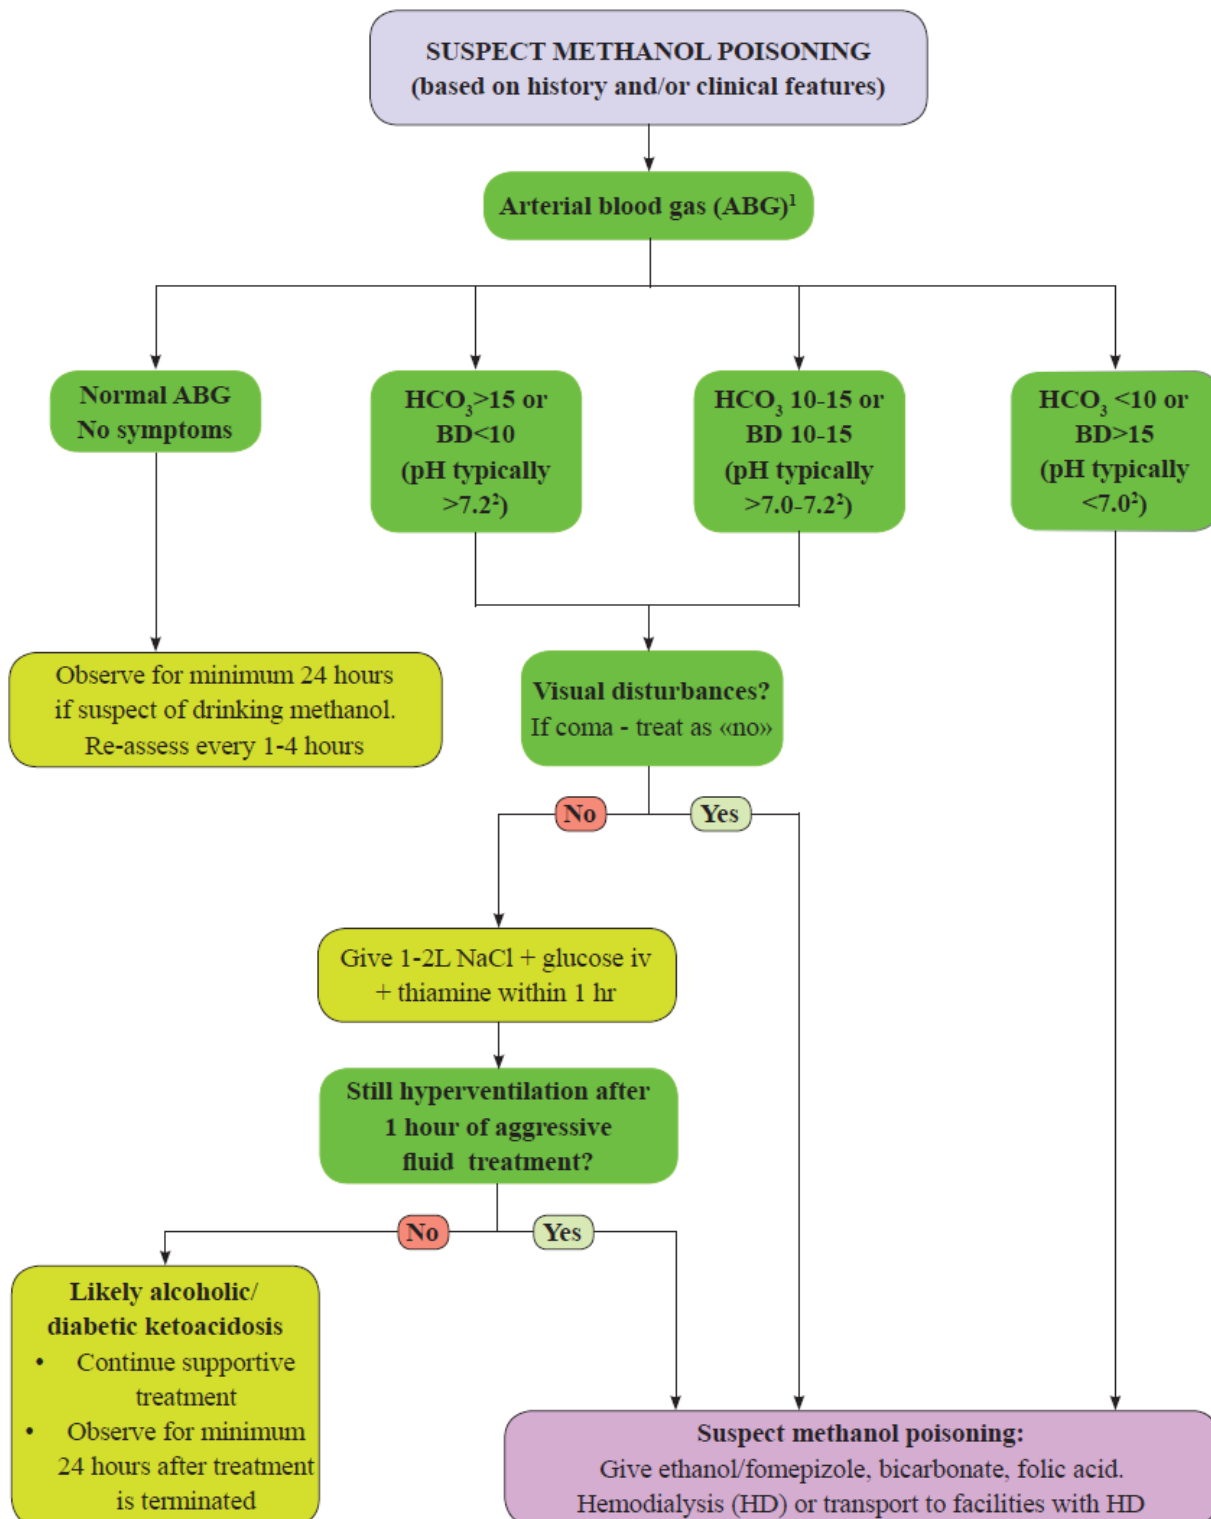 SUSPECT METHANOL POISONING
(based on history and/or clinical features)
Arterial blood gas (ABG)¹
Normal ABG
No symptoms
HCO₃>15 or
BD<10
(pH typically
>7.2²)
HCO₃ 10-15 or
BD 10-15
(pH typically
>7.0-7.2²)
HCO₃ <10 or
BD>15
(pH typically
<7.0²)
Observe for minimum 24 hours
if suspect of drinking methanol.
Re-assess every 1-4 hours
Visual disturbances?
If coma - treat as «no»
No
Yes
Give 1-2L NaCl + glucose iv
+ thiamine within 1 hr
Still hyperventilation after
1 hour of aggressive
fluid treatment?
No
Yes
Likely alcoholic/
diabetic ketoacidosis
• Continue supportive
treatment
• Observe for minimum
24 hours after treatment
is terminated
Suspect methanol poisoning:
Give ethanol/fomepizole, bicarbonate, folic acid.
Hemodialysis (HD) or transport to facilities with HD